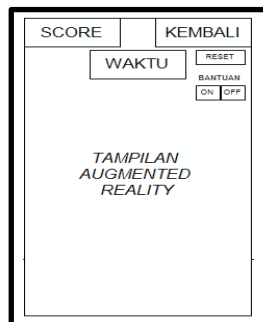 SCORE
KEMBALI
WAKTU
RESET
BANTUAN
ON OFF
TAMPILAN
AUGMENTED
REALITY